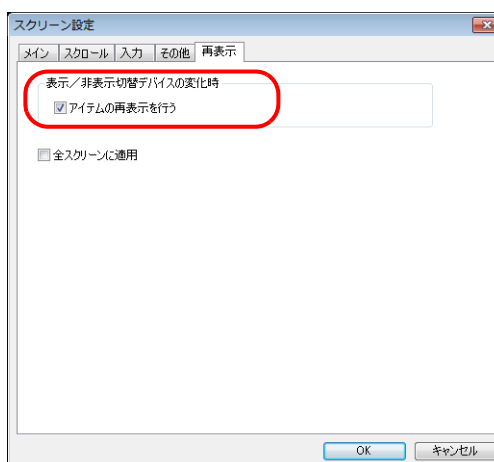 スクリーン設定
メイン スクロール 入力 その他 再表示
表示／非表示切替デバイスの変化時
アイテムの再表示を行う
全スクリーンに適用
OK キャンセル